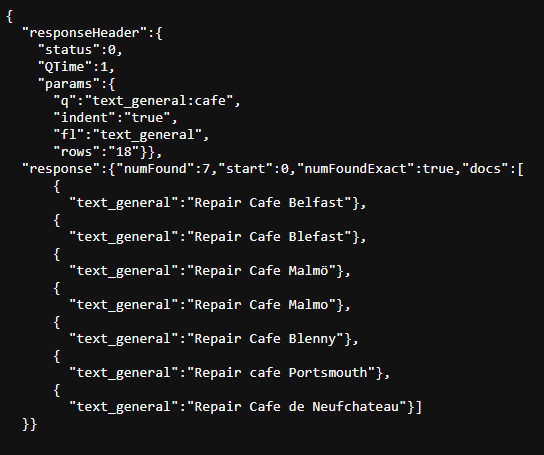 {
  "responseHeader":{
    "status":0,
    "QTime":1,
    "params":{
      "q":"text_general:cafe",
      "indent":"true",
      "fl":"text_general",
      "rows":"18"}},
  "response":{"numFound":7,"start":0,"numFoundExact":true,"docs":[
      {
        "text_general":"Repair Cafe Belfast"},
      {
        "text_general":"Repair Cafe Blefast"},
      {
        "text_general":"Repair Cafe Malmö"},
      {
        "text_general":"Repair Cafe Malmo"},
      {
        "text_general":"Repair Cafe Blenny"},
      {
        "text_general":"Repair cafe Portsmouth"},
      {
        "text_general":"Repair Cafe de Neufchateau"}]
  }}